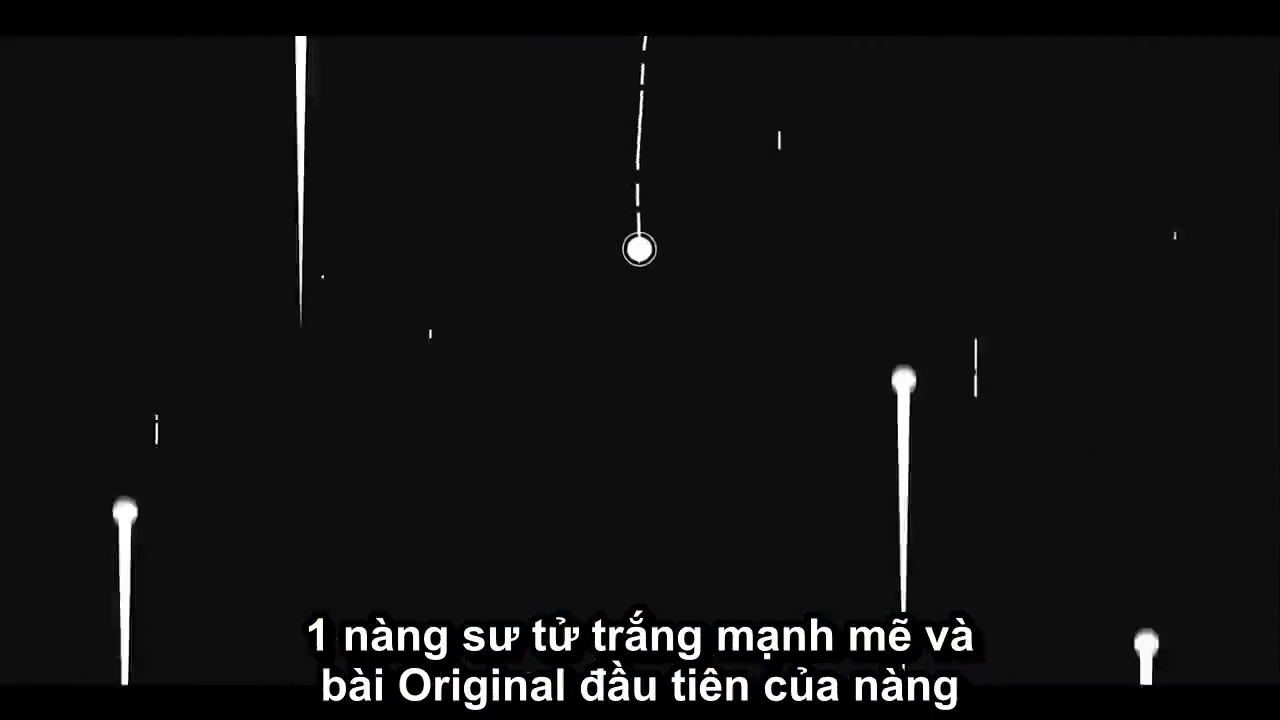 1 nàng sư tử trắng mạnh mẽ và
bài Original đầu tiên của nàng